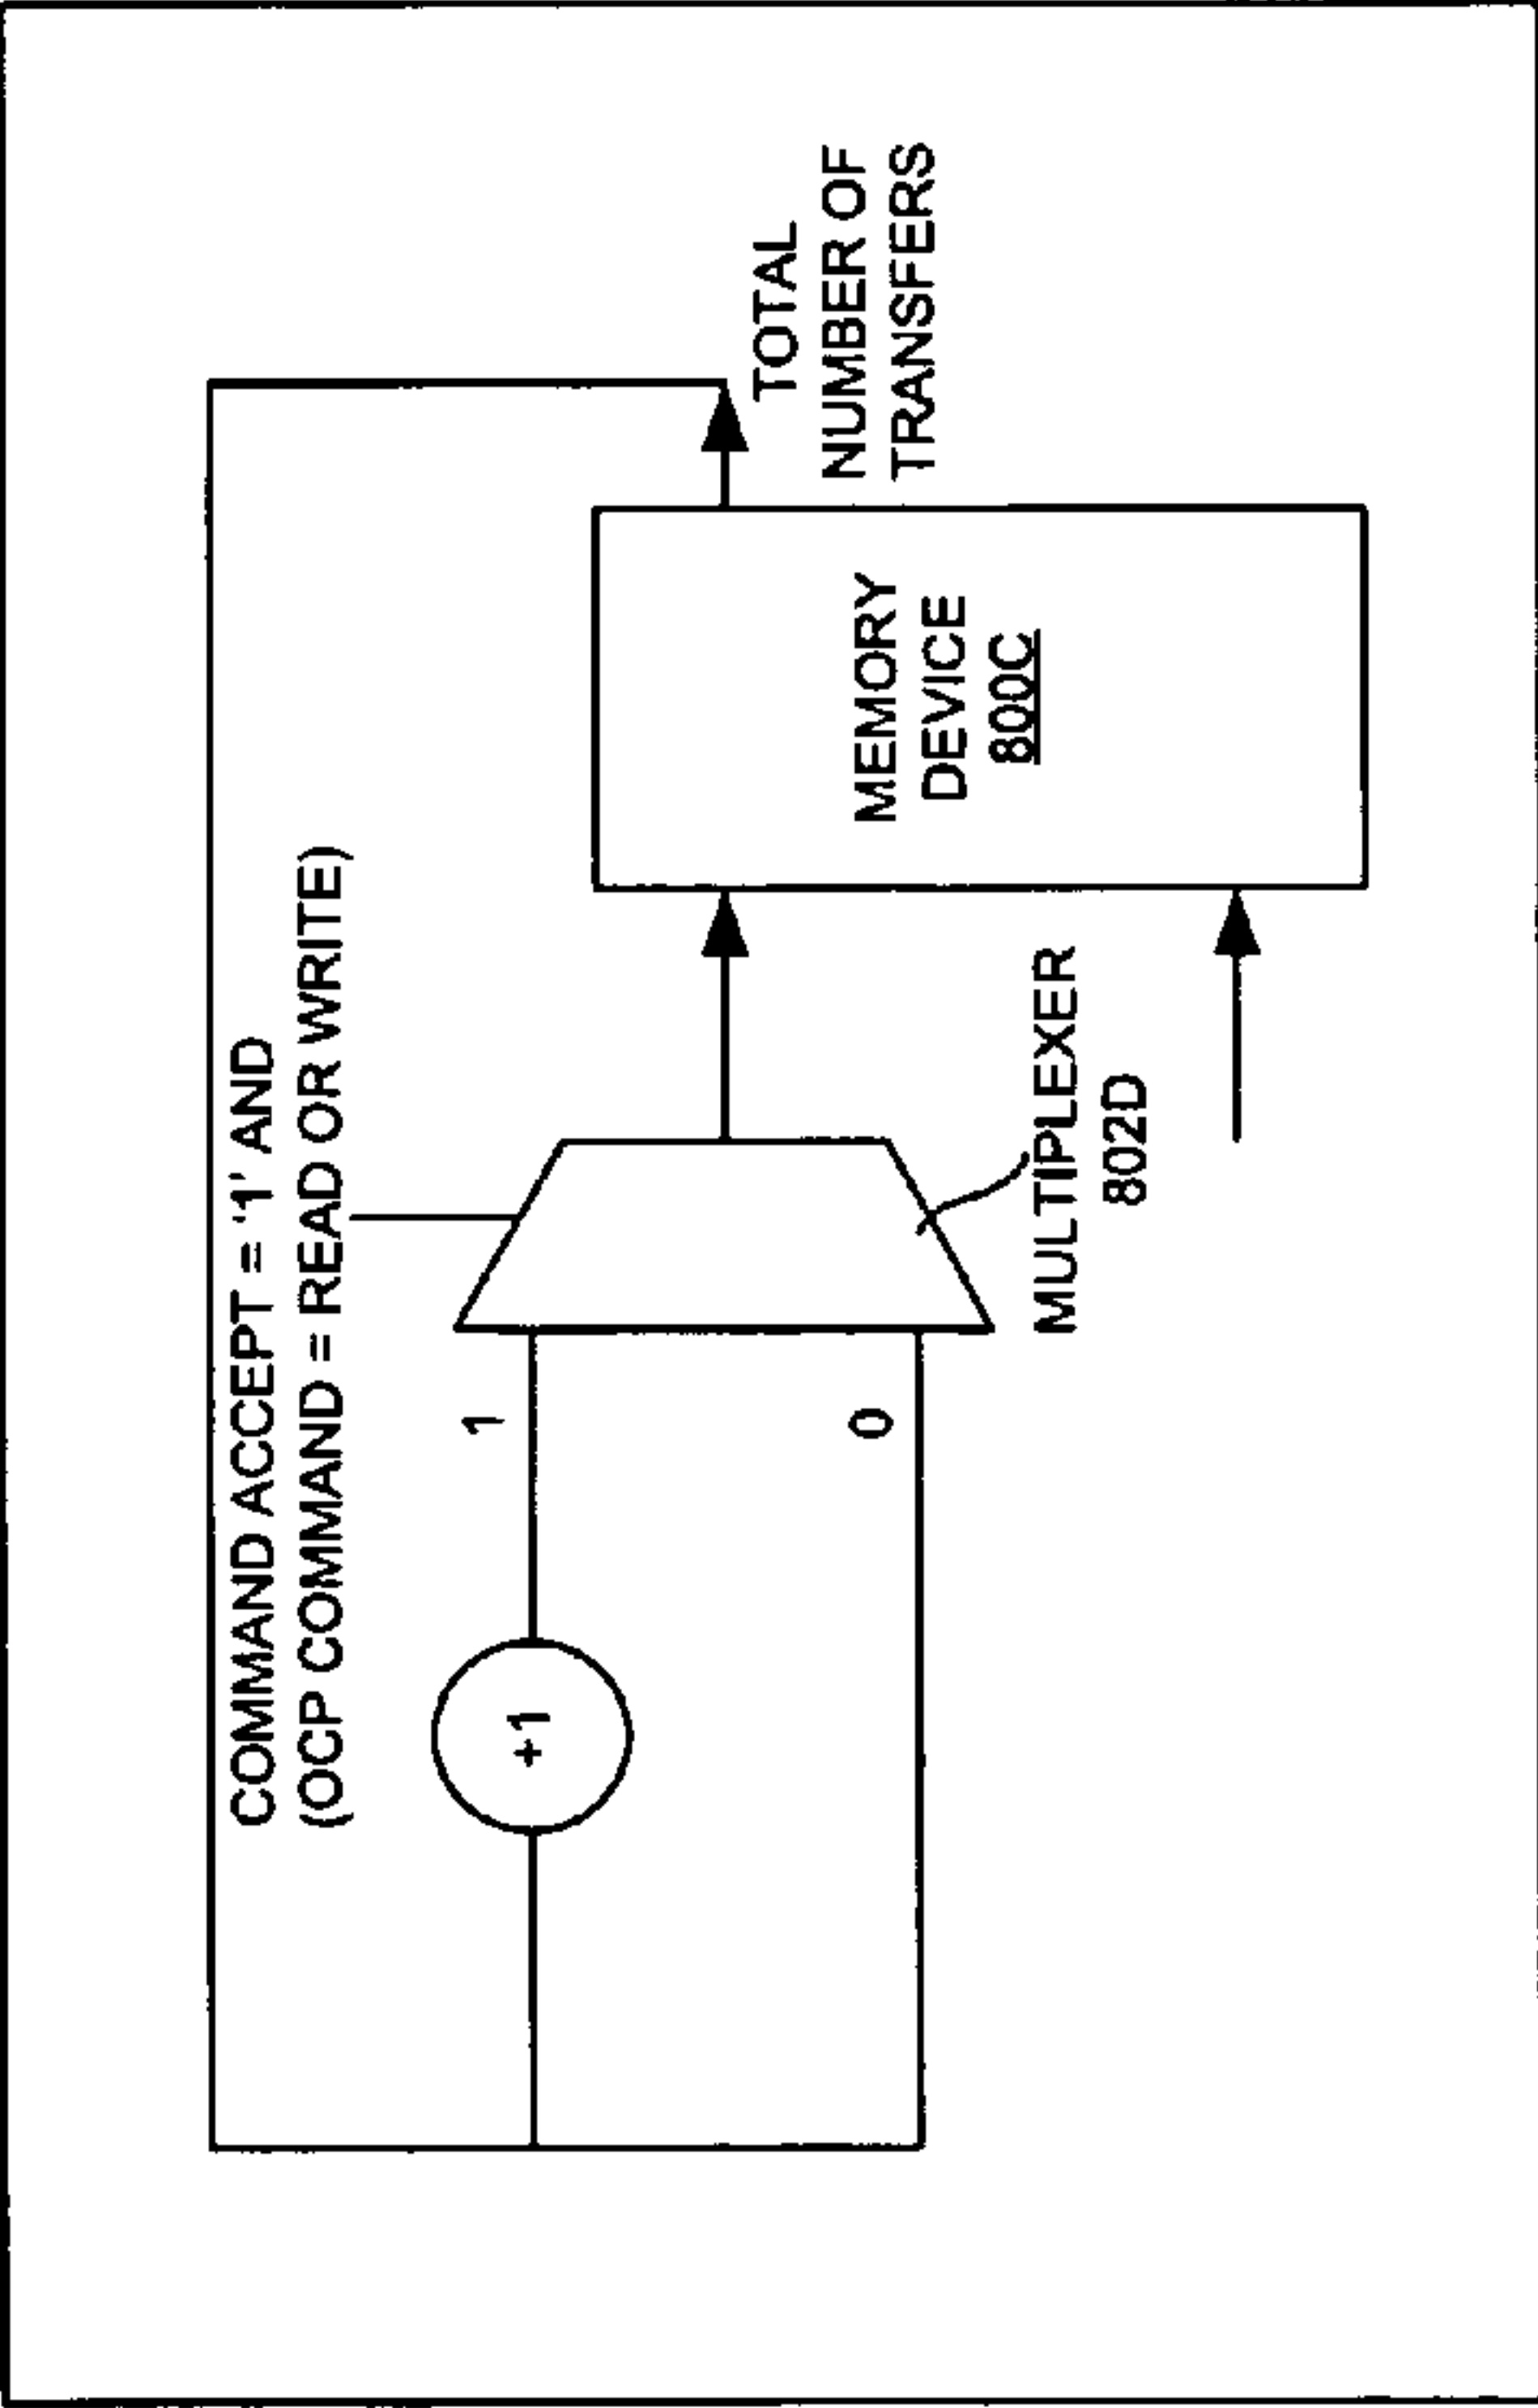 COMMAND ACCEPT = '1' AND
(OCP COMMAND = READ OR WRITE)
+1
1
0
MULTIPLEXER
802D
MEMORY
DEVICE
800C
TOTAL
NUMBER OF
TRANSFERS